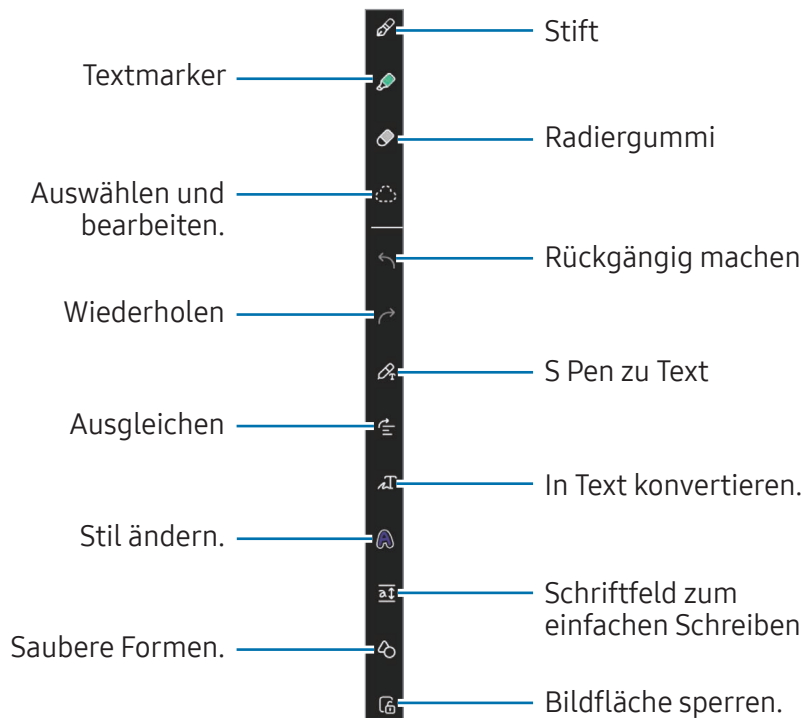 Stift
Textmarker
Radiergummi
Auswählen und
bearbeiten.
Rückgängig machen
Wiederholen
S Pen zu Text
Ausgleichen
In Text konvertieren.
Stil ändern.
Schriftfeld zum
einfachen Schreiben
Saubere Formen.
Bildfläche sperren.